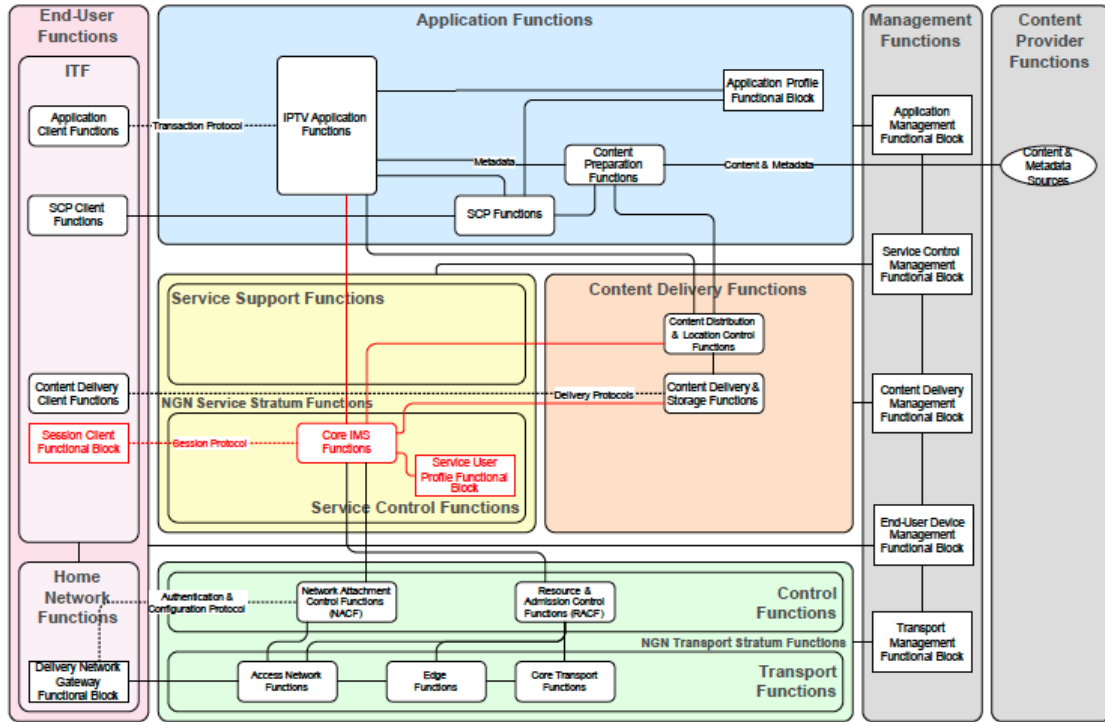 End-User
Functions
Application Functions
Management
Functions
Content
Provider
Functions
ITF
Application
Client Functions
Transaction Protocol
IPTV Application
Functions
Application Profile
Functional Block
Application
Management
Functional Block
Metadata
Content
Preparation
Functions
Content & Metadata
Content &
Metadata
Sources
SCP Client
Functions
SCP Functions
Service Control
Management
Functional Block
Service Support Functions
Content Delivery Functions
Content Distribution
& Location Control
Functions
Content Delivery
Client Functions
NGN Service Stratum Functions
Delivery Protocols
Content Delivery &
Storage Functions
Content Delivery
Management
Functional Block
Session Client
Functional Block
Session Protocol
Core IMS
Functions
Service User
Profile Functional
Block
Service Control Functions
End-User Device
Management
Functional Block
Home
Network
Functions
Authentication &
Configuration Protocol
Network Attachment
Control Functions
(NACF)
Resource &
Admission Control
Functions (RACF)
Control
Functions
NGN Transport Stratum Functions
Transport
Management
Functional Block
Delivery Network
Gateway
Functional Block
Access Network
Functions
Edge
Functions
Core Transport
Functions
Transport
Functions